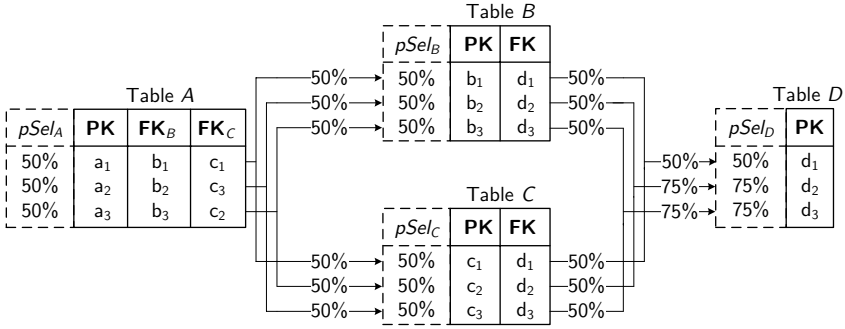 Table B
pSel_B PK FK
50% 50% b₁ d₁ 50%
50% 50% b₂ d₂ 50%
50% 50% b₃ d₃ 50%
Table A
pSel_A PK FK_B FK_C
50% a₁ b₁ c₁
50% a₂ b₂ c₃
50% a₃ b₃ c₂
Table C
pSel_C PK FK
50% 50% c₁ d₁ 50%
50% 50% c₂ d₂ 50%
50% 50% c₃ d₃ 50%
Table D
pSel_D PK
50% 50% d₁
75% 75% d₂
75% 75% d₃